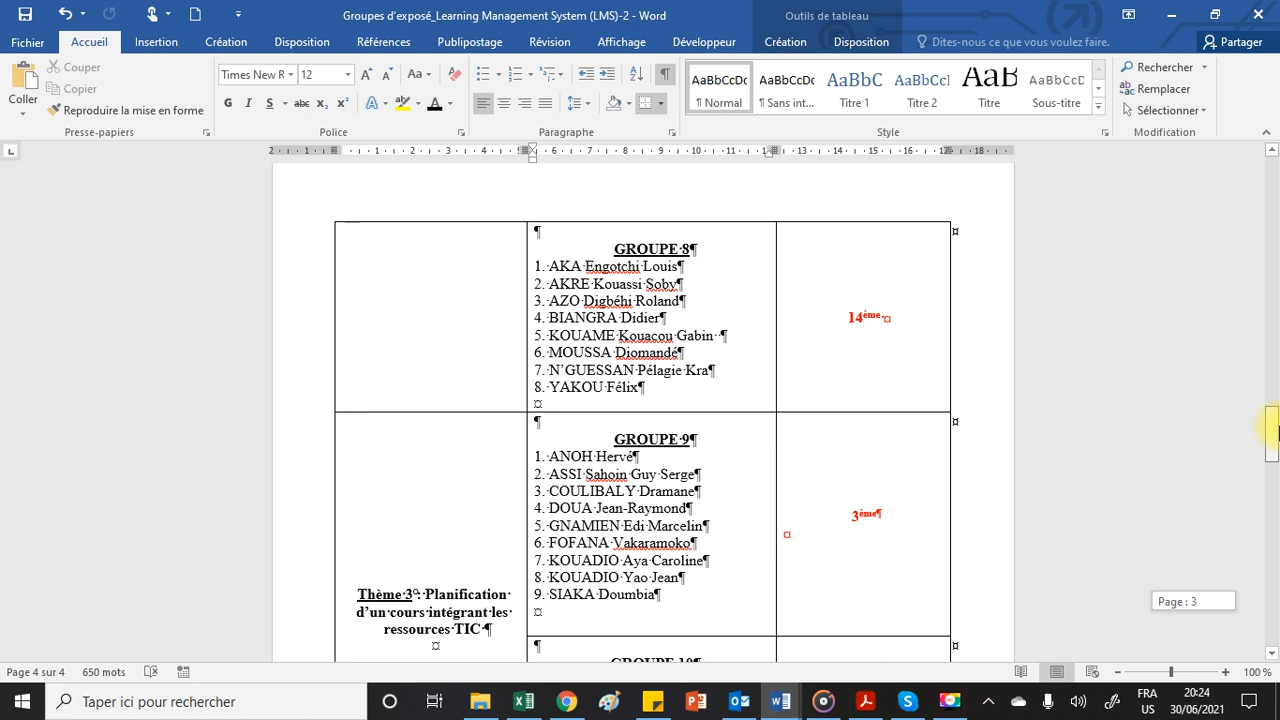 Groupes d'exposé_Learning Management System (LMS)-2 - Word
Outils de tableau
Fichier
Accueil
Insertion
Création
Disposition
Références
Publipostage
Révision
Affichage
Développeur
Création
Disposition
Dites-nous ce que vous voulez faire.
Partager
Coller
Couper
Copier
Reproduire la mise en forme
Presse-papiers
Times New R
12
Aa
G I S abc x₂ x²
Police
Paragraphe
AaBbCcDc
¶ Normal
AaBbCcDc
¶ Sans int...
AaBbC
Titre 1
AaBbCc
Titre 2
AaB
Titre
AaBbCcD
Sous-titre
Style
Rechercher
Remplacer
Sélectionner
Modification
GROUPE·8¶
1. AKA·Engotchi·Louis¶
2. AKRE·Kouassi·Soby¶
3. AZO·Digbéhi·Roland¶
4. BIANGRA·Didier¶
5. KOUAME·Kouacou·Gabin··¶
6. MOUSSA·Diomandé¶
7. N'GUESSAN·Pélagie·Kra¶
8. YAKOU·Félix¶
14ème·¤
GROUPE·9¶
1. ANOH·Hervé¶
2. ASSI·Sahoin·Guy·Serge¶
3. COULIBALY·Dramane¶
4. DOUA·Jean-Raymond¶
5. GNAMIEN·Edi·Marcelin¶
6. FOFANA·Vakaramoko¶
7. KOUADIO·Aya·Caroline¶
8. KOUADIO·Yao·Jean¶
9. SIAKA·Doumbia¶
3ème¶
Thème·3°:·Planification·
d'un·cours·intégrant·les·
ressources·TIC·¶
GROUPE·10¶
Page : 3
Page 4 sur 4
650 mots
100 %
Taper ici pour rechercher
FRA
US
20:24
30/06/2021